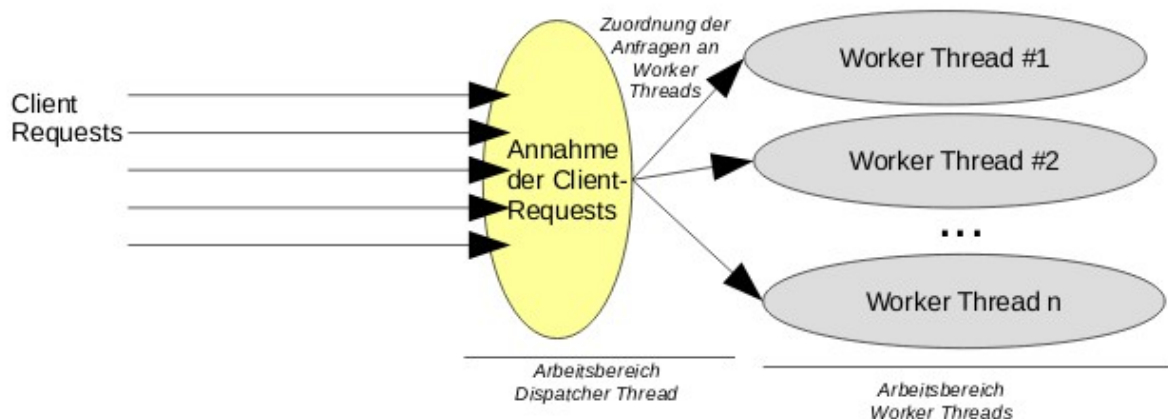 Client
Requests
Annahme
der Client-
Requests
Zuordnung der
Anfragen an
Worker
Threads
Worker Thread #1
Worker Thread #2
...
Worker Thread n
Arbeitsbereich
Dispatcher Thread
Arbeitsbereich
Worker Threads